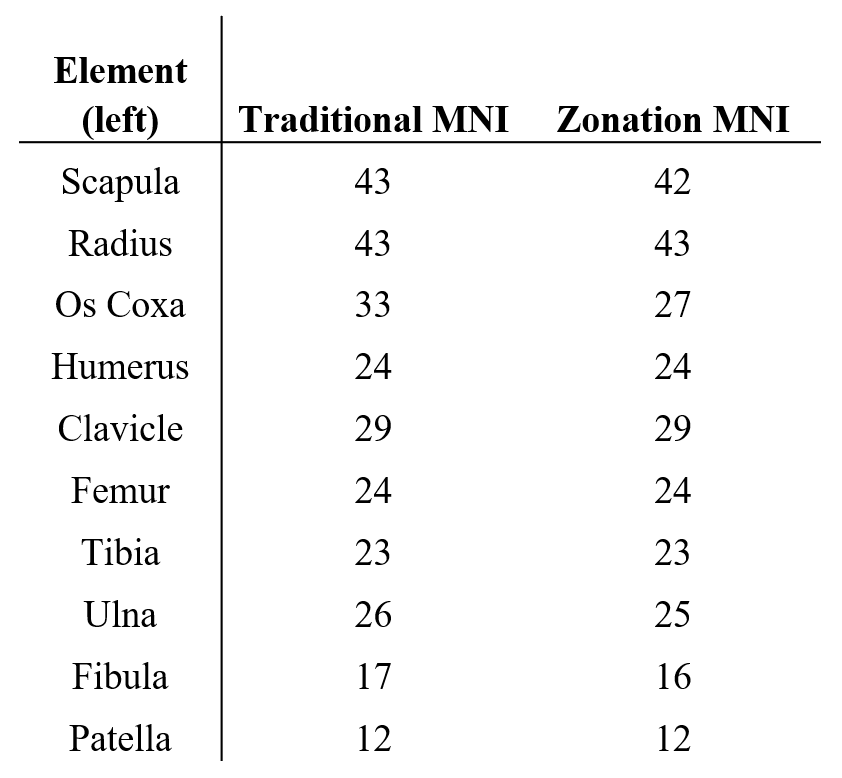 Element
(left) Traditional MNI Zonation MNI
Scapula 43 42
Radius 43 43
Os Coxa 33 27
Humerus 24 24
Clavicle 29 29
Femur 24 24
Tibia 23 23
Ulna 26 25
Fibula 17 16
Patella 12 12